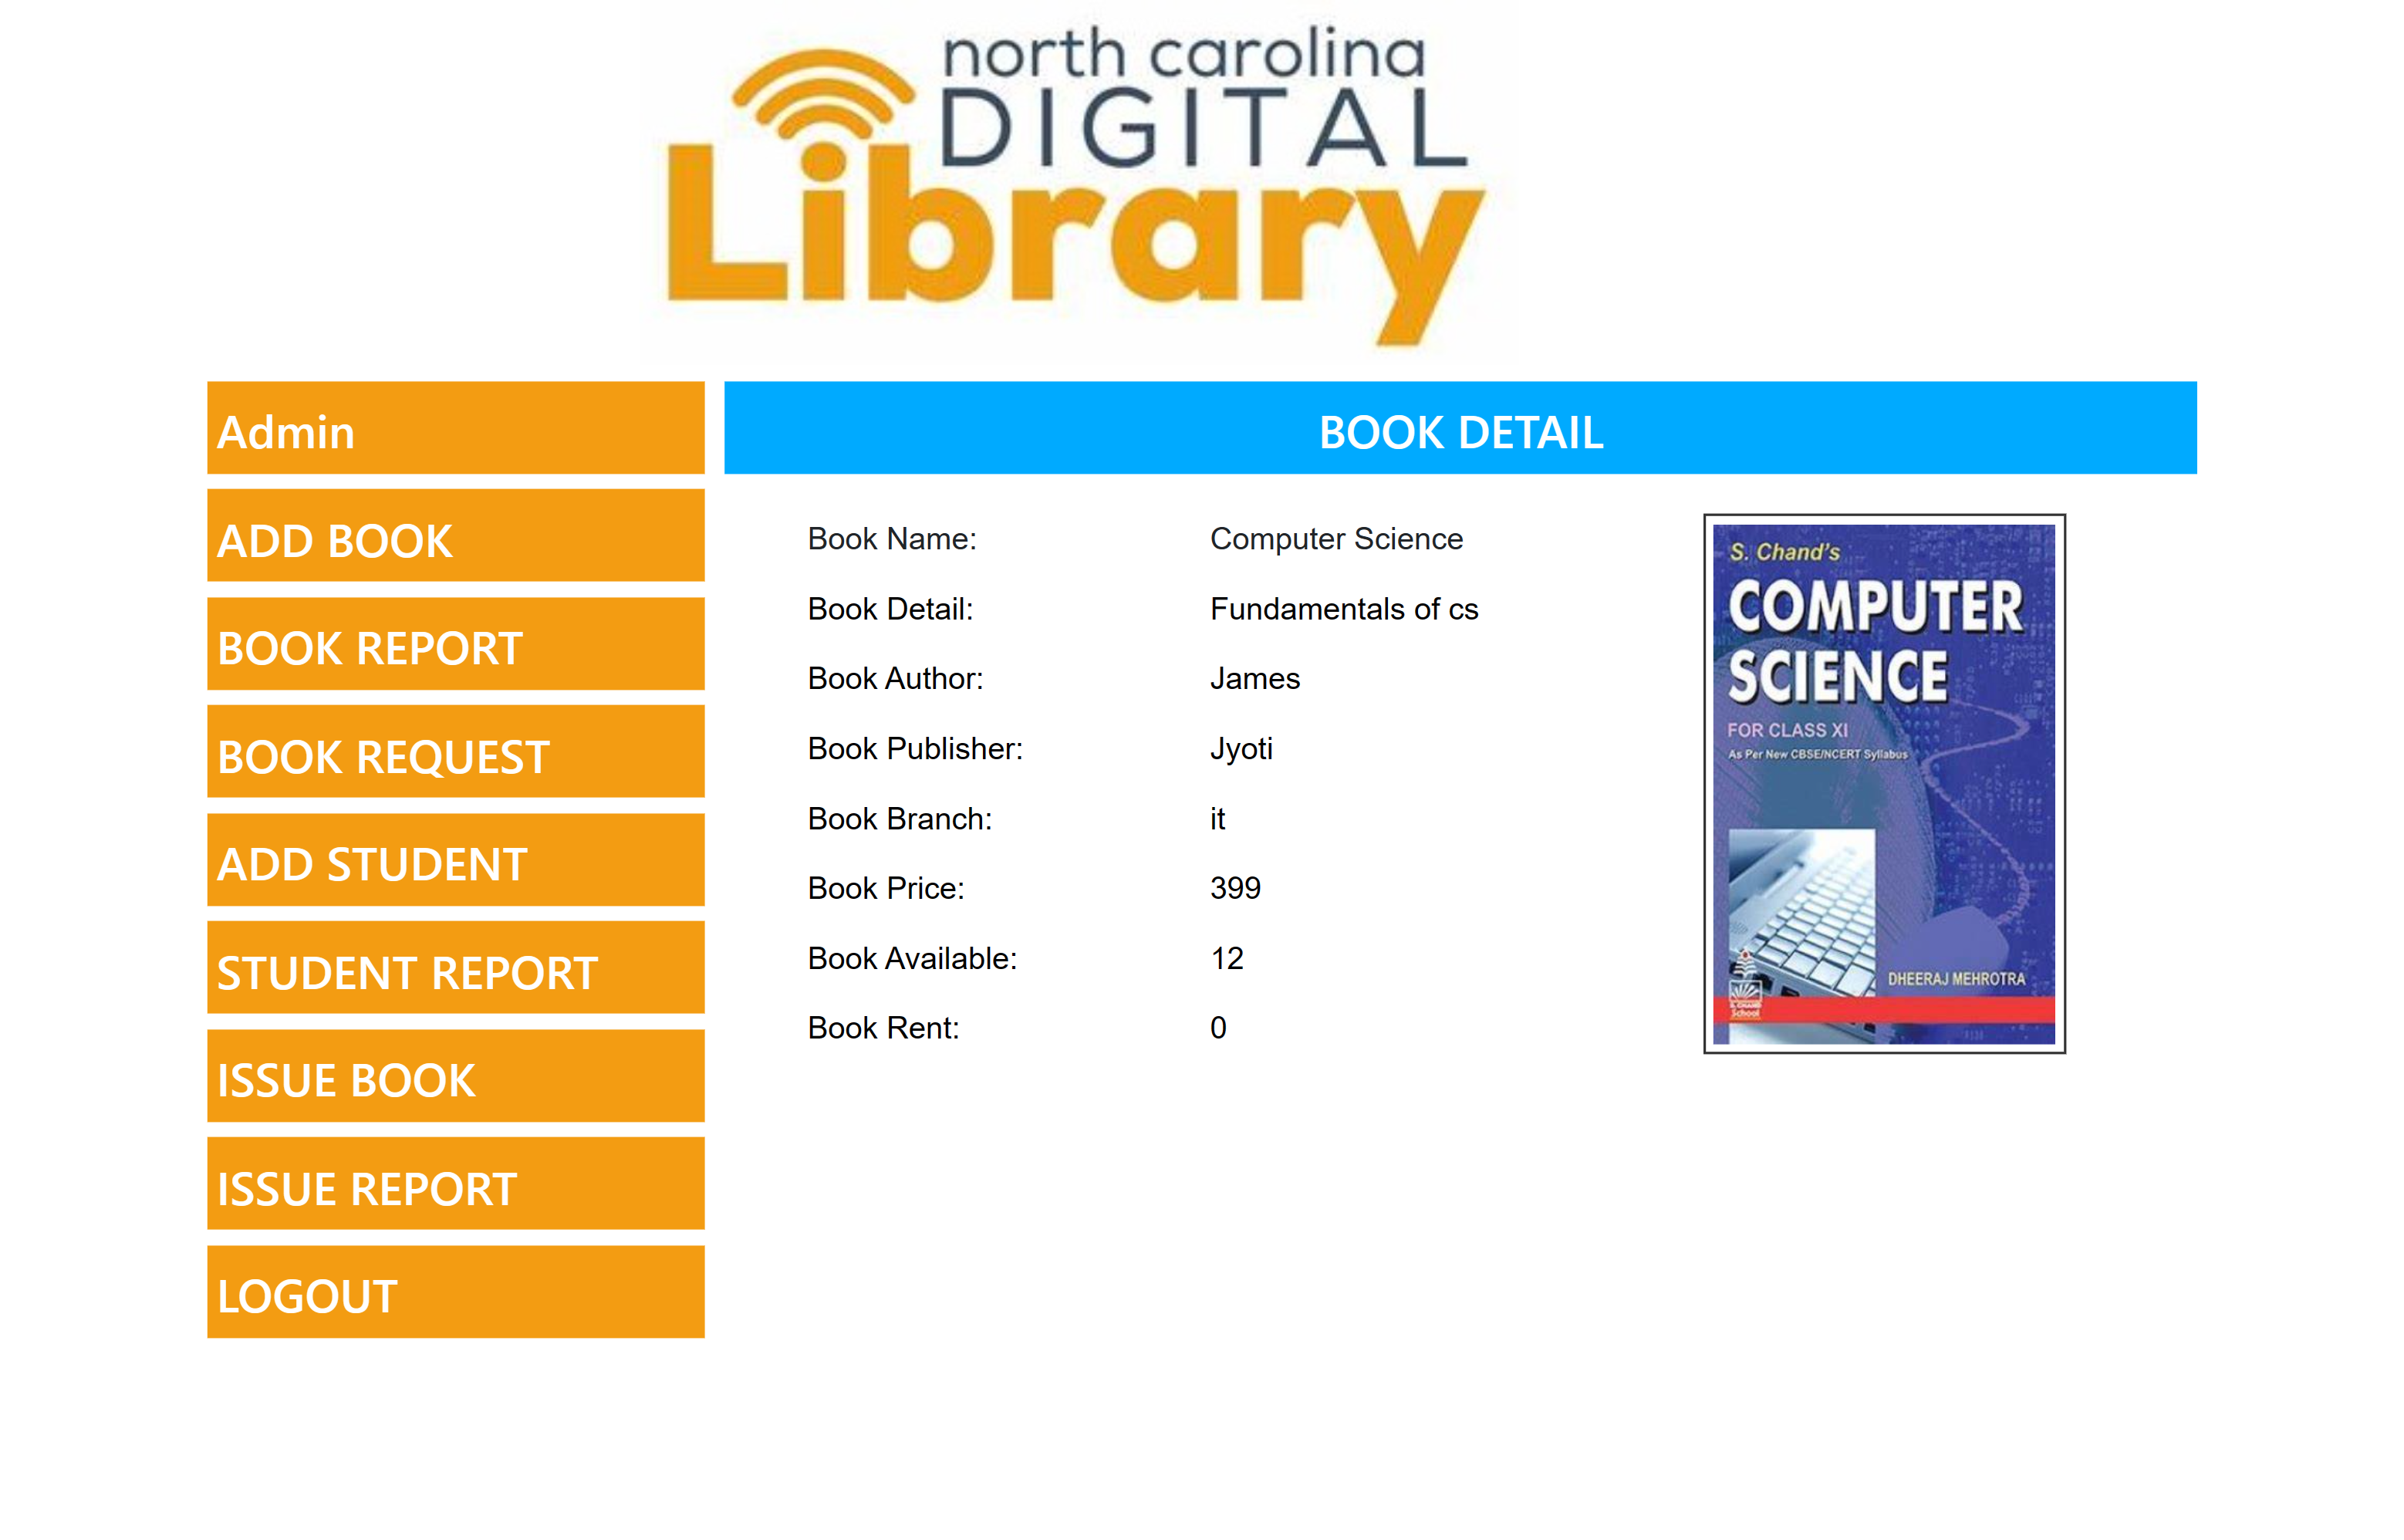 north carolina
DIGITAL
Library
Admin
BOOK DETAIL
ADD BOOK
BOOK REPORT
BOOK REQUEST
ADD STUDENT
STUDENT REPORT
ISSUE BOOK
ISSUE REPORT
LOGOUT
Book Name: Computer Science
Book Detail: Fundamentals of cs
Book Author: James
Book Publisher: Jyoti
Book Branch: it
Book Price: 399
Book Available: 12
Book Rent: 0
S. Chand's
COMPUTER
SCIENCE
FOR CLASS XI
As Per New CBSE/NCERT Syllabus
DHEERAJ MEHROTRA
S. CHAND
School